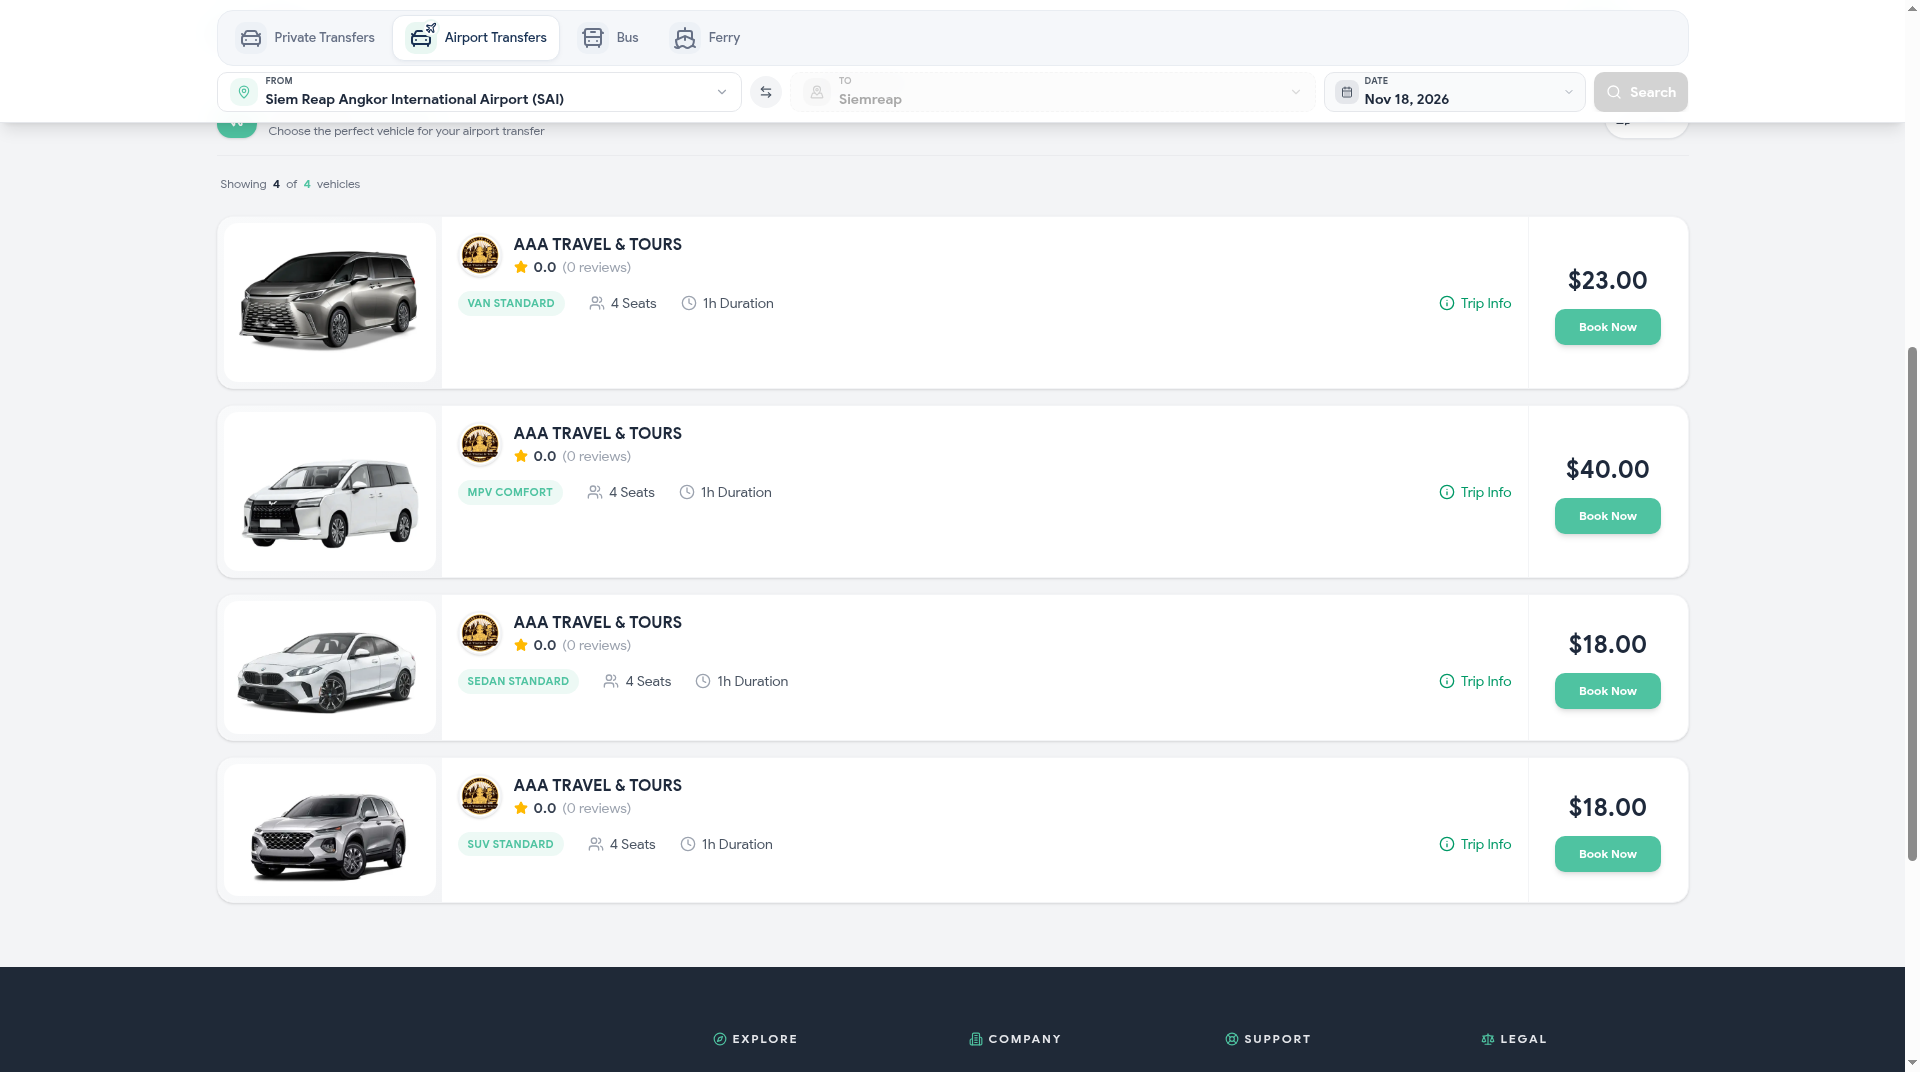 Private Transfers
Airport Transfers
Bus
Ferry
FROM
Siem Reap Angkor International Airport (SAI)
TO
Siemreap
DATE
Nov 18, 2026
Search
Choose the perfect vehicle for your airport transfer
Showing 4 of 4 vehicles
AAA TRAVEL & TOURS
0.0 (0 reviews)
VAN STANDARD
4 Seats
1h Duration
Trip Info
$23.00
Book Now
AAA TRAVEL & TOURS
0.0 (0 reviews)
MPV COMFORT
4 Seats
1h Duration
Trip Info
$40.00
Book Now
AAA TRAVEL & TOURS
0.0 (0 reviews)
SEDAN STANDARD
4 Seats
1h Duration
Trip Info
$18.00
Book Now
AAA TRAVEL & TOURS
0.0 (0 reviews)
SUV STANDARD
4 Seats
1h Duration
Trip Info
$18.00
Book Now
EXPLORE
COMPANY
SUPPORT
LEGAL